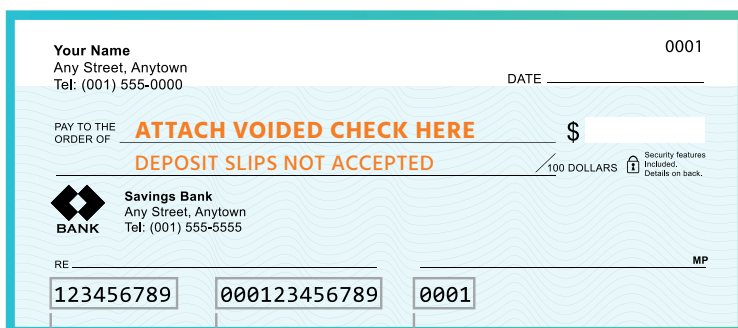 Your Name
0001
Any Street, Anytown
Tel: (001) 555-0000
DATE
PAY TO THE
ORDER OF
ATTACH VOIDED CHECK HERE
$
DEPOSIT SLIPS NOT ACCEPTED
/100 DOLLARS
Security features
Included.
Details on back.
Savings Bank
Any Street, Anytown
Tel: (001) 555-5555
BANK
RE
MP
123456789 000123456789 0001